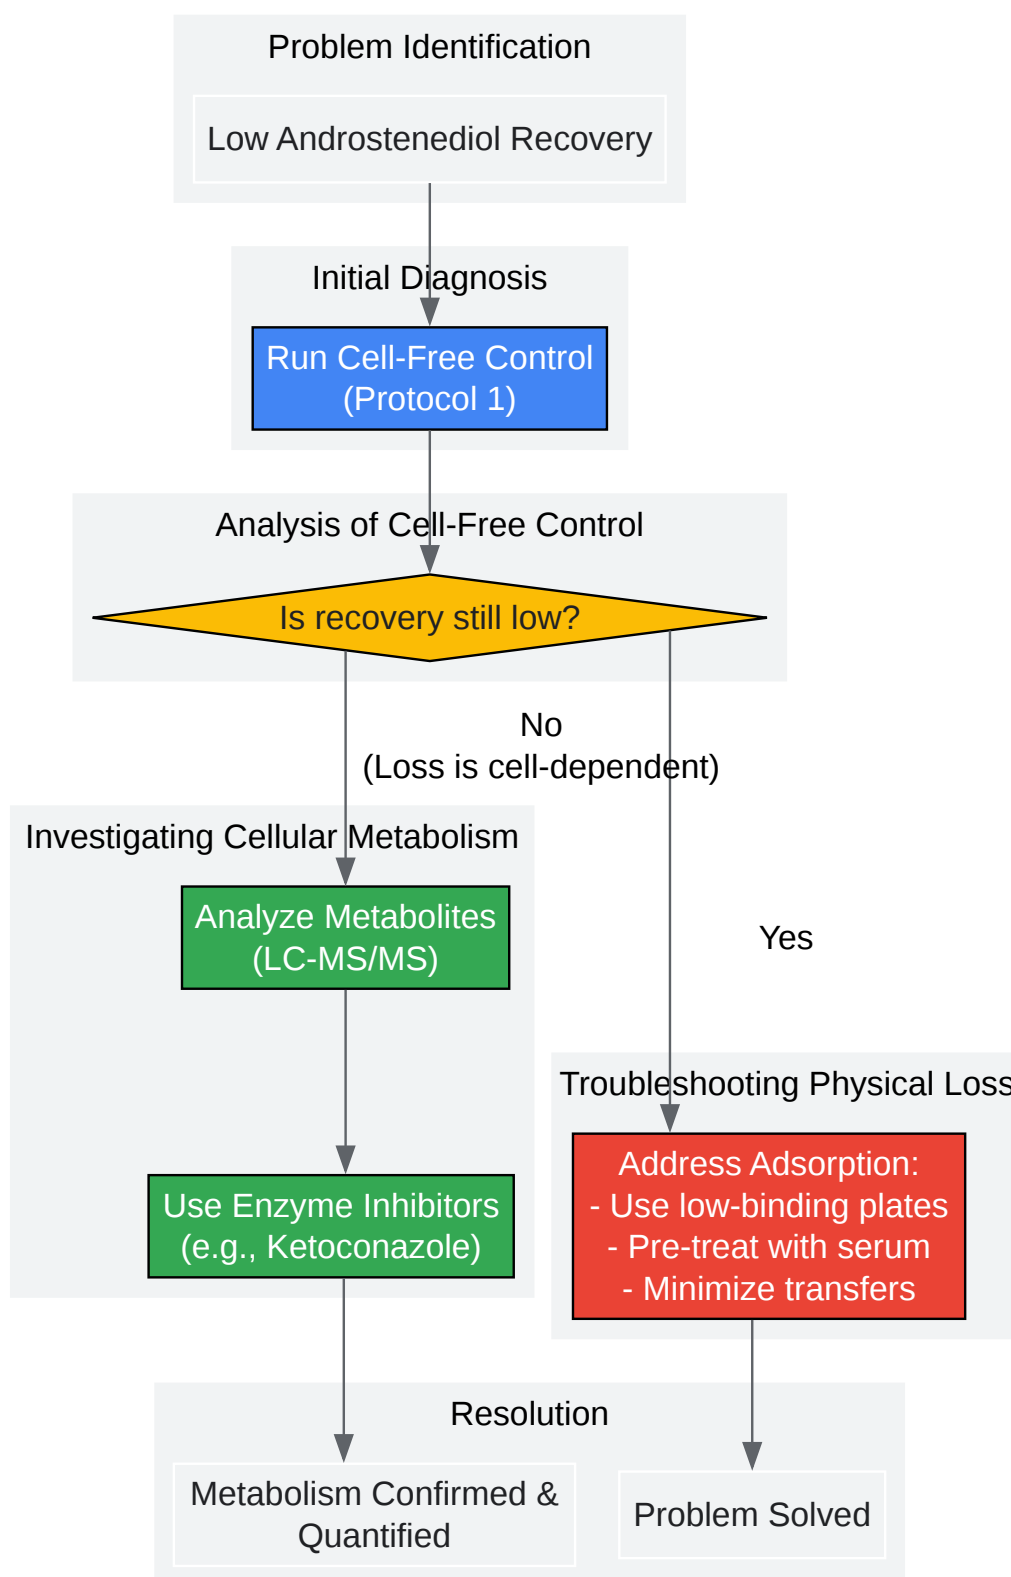 Problem Identification
Low Androstenediol Recovery
Initial Diagnosis
Run Cell-Free Control
(Protocol 1)
Analysis of Cell-Free Control
Is recovery still low?
No
(Loss is cell-dependent)
Investigating Cellular Metabolism
Analyze Metabolites
(LC-MS/MS)
Yes
Troubleshooting Physical Loss
Address Adsorption:
- Use low-binding plates
- Pre-treat with serum
- Minimize transfers
Use Enzyme Inhibitors
(e.g., Ketoconazole)
Resolution
Metabolism Confirmed &
Quantified
Problem Solved